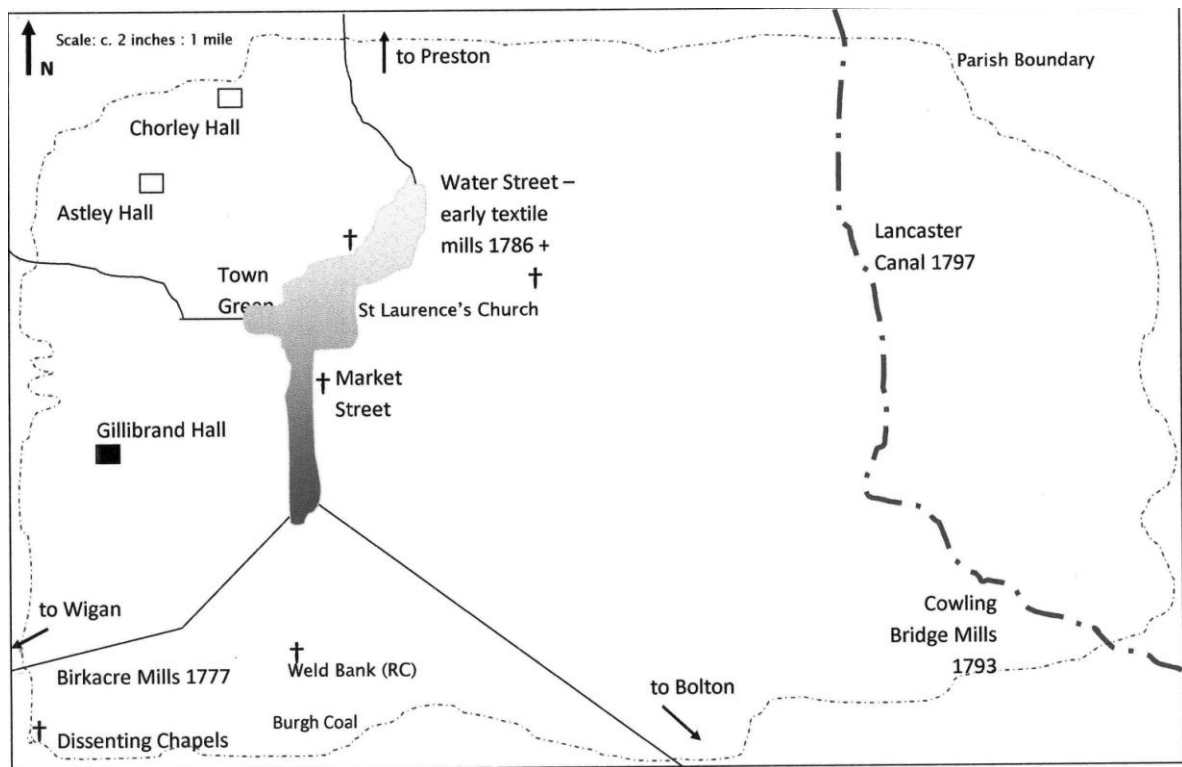 Scale: c. 2 inches : 1 mile
N
to Preston
Parish Boundary
Chorley Hall
Astley Hall
Water Street –
early textile
mills 1786 +
Lancaster
Canal 1797
Town
Green
St Laurence's Church
Market
Street
Gillibrand Hall
to Wigan
Cowling
Bridge Mills
1793
Birkacre Mills 1777
Weld Bank (RC)
to Bolton
Burgh Coal
Dissenting Chapels